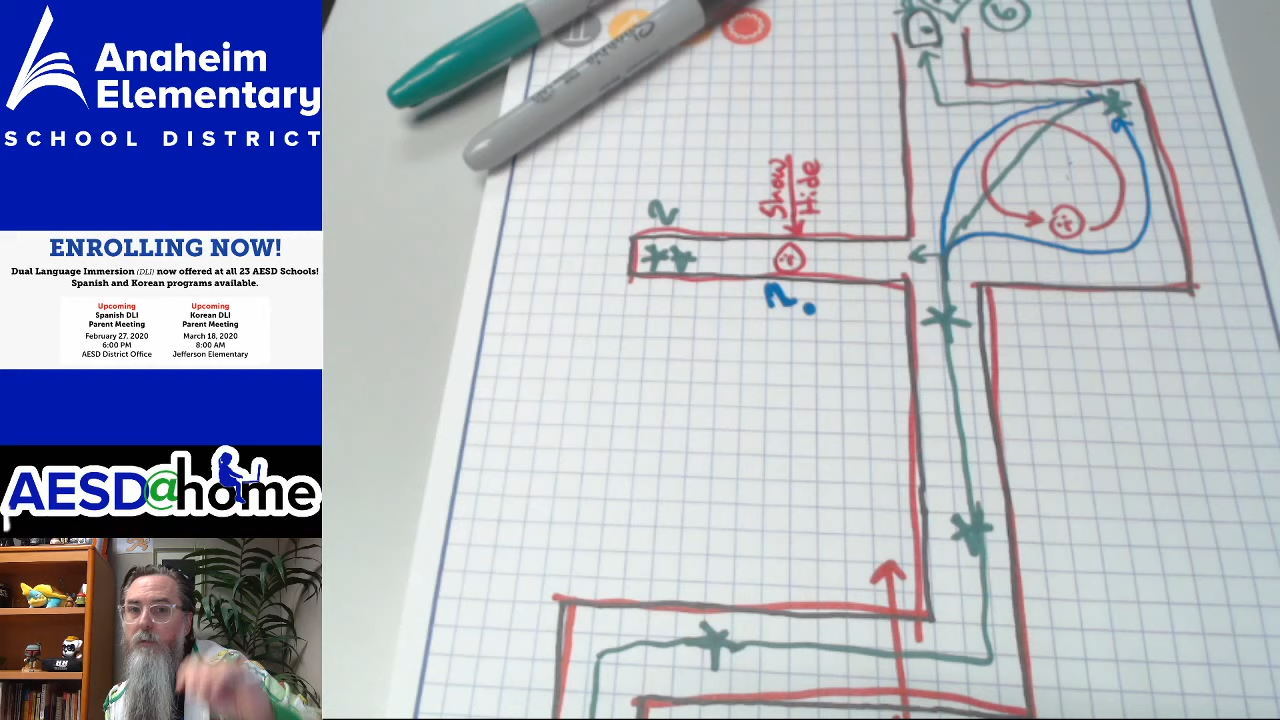 Anaheim
Elementary
SCHOOL DISTRICT
ENROLLING NOW!
Dual Language Immersion (DLI) now offered at all 23 AESD Schools!
Spanish and Korean programs available.
Upcoming
Spanish DLI
Parent Meeting
February 27, 2020
6:00 PM
AESD District Office
Upcoming
Korean DLI
Parent Meeting
March 18, 2020
8:00 AM
Jefferson Elementary
AESD@home
Sharpie
6
Show
Hide
2
?